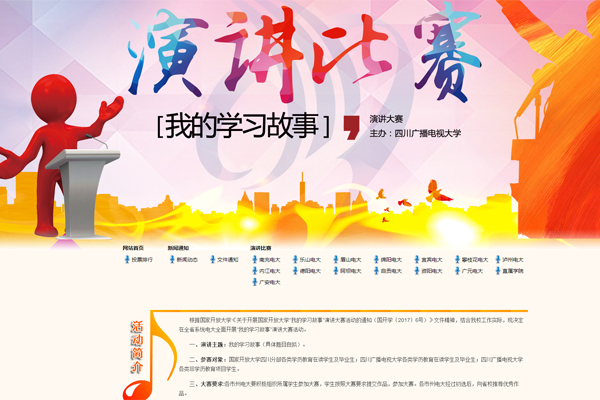 演讲比赛
[我的学习故事]
演讲大赛
主办：四川广播电视大学
网站首页 新闻通知 演讲比赛
投票排行 新闻动态 文件通知 南充电大 乐山电大 眉山电大 绵阳电大 宜宾电大 攀枝花电大 泸州电大
内江电大 德阳电大 阿坝电大 自贡电大 资阳电大 广元电大 直属学院
广安电大
活动简介
根据国家开放大学《关于开展国家开放大学“我的学习故事”演讲大赛活动的通知（国开学〔2017〕6号）》文件精神，结合我校工作实际，现决定
在全省系统电大全面开展“我的学习故事”演讲大赛活动。
一、演讲主题：我的学习故事（具体题目自拟）。
二、参赛对象：国家开放大学四川分部各类学历教育在读学生及毕业生；四川广播电视大学各类学历教育在读学生及毕业生；四川广播电视大学
各类非学历教育项目学生。
三、大赛要求:各市州电大要积极组织所属学生参加大赛，学生按照大赛要求提交作品，参加大赛。各市州电大经过初选后，向省校推荐优秀作
品。